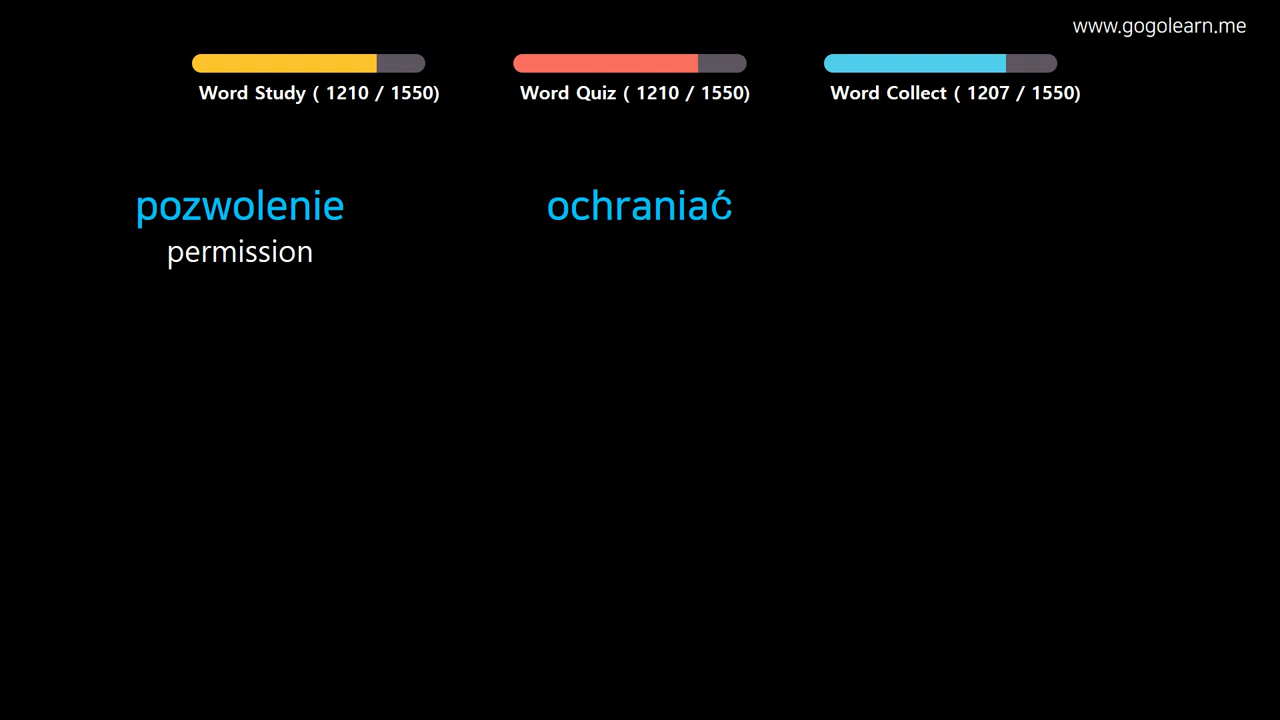 www.gogolearn.me
Word Study ( 1210 / 1550)
Word Quiz ( 1210 / 1550)
Word Collect ( 1207 / 1550)
pozwolenie
permission
ochraniać